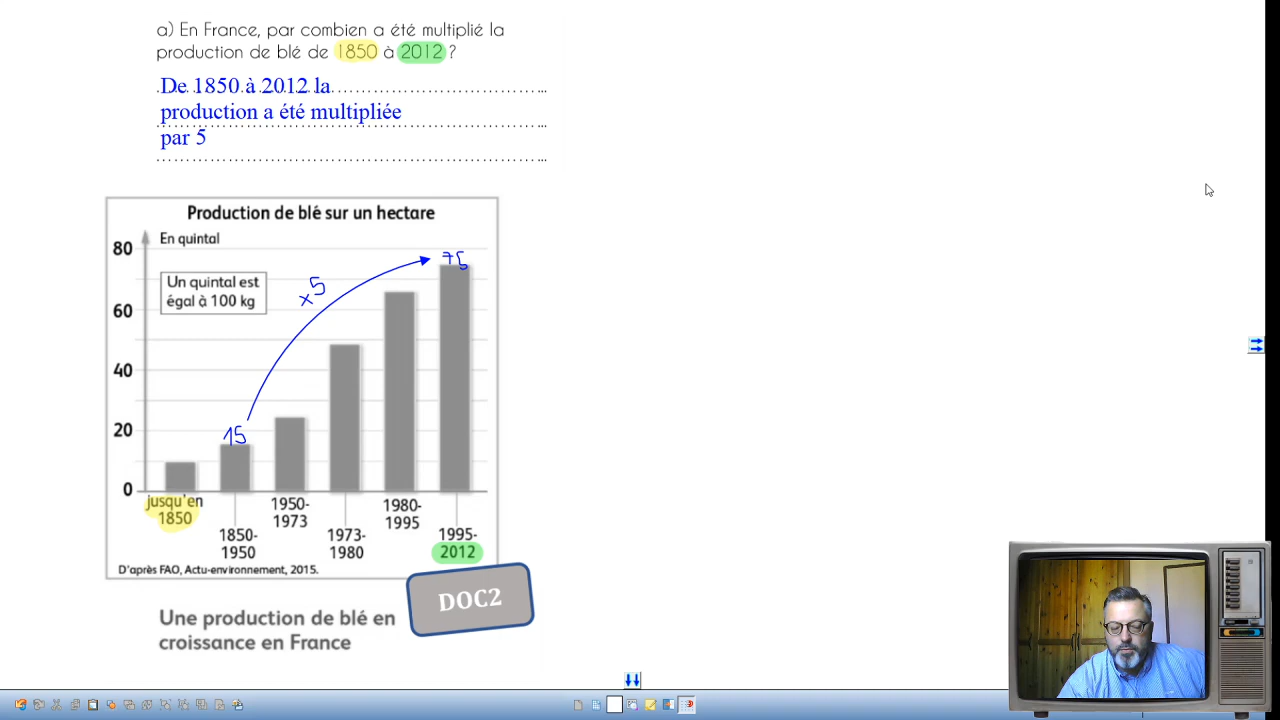 a) En France, par combien a été multiplié la
production de blé de 1850 à 2012 ?
De 1850 à 2012 la
production a été multipliée
par 5
Production de blé sur un hectare
En quintal
Un quintal est
égal à 100 kg
80
60
40
20
0
x5
15
75
jusqu'en
1850
1850-
1950
1950-
1973
1973-
1980
1980-
1995
1995-
2012
D'après FAO, Actu-environnement, 2015.
DOC2
Une production de blé en
croissance en France